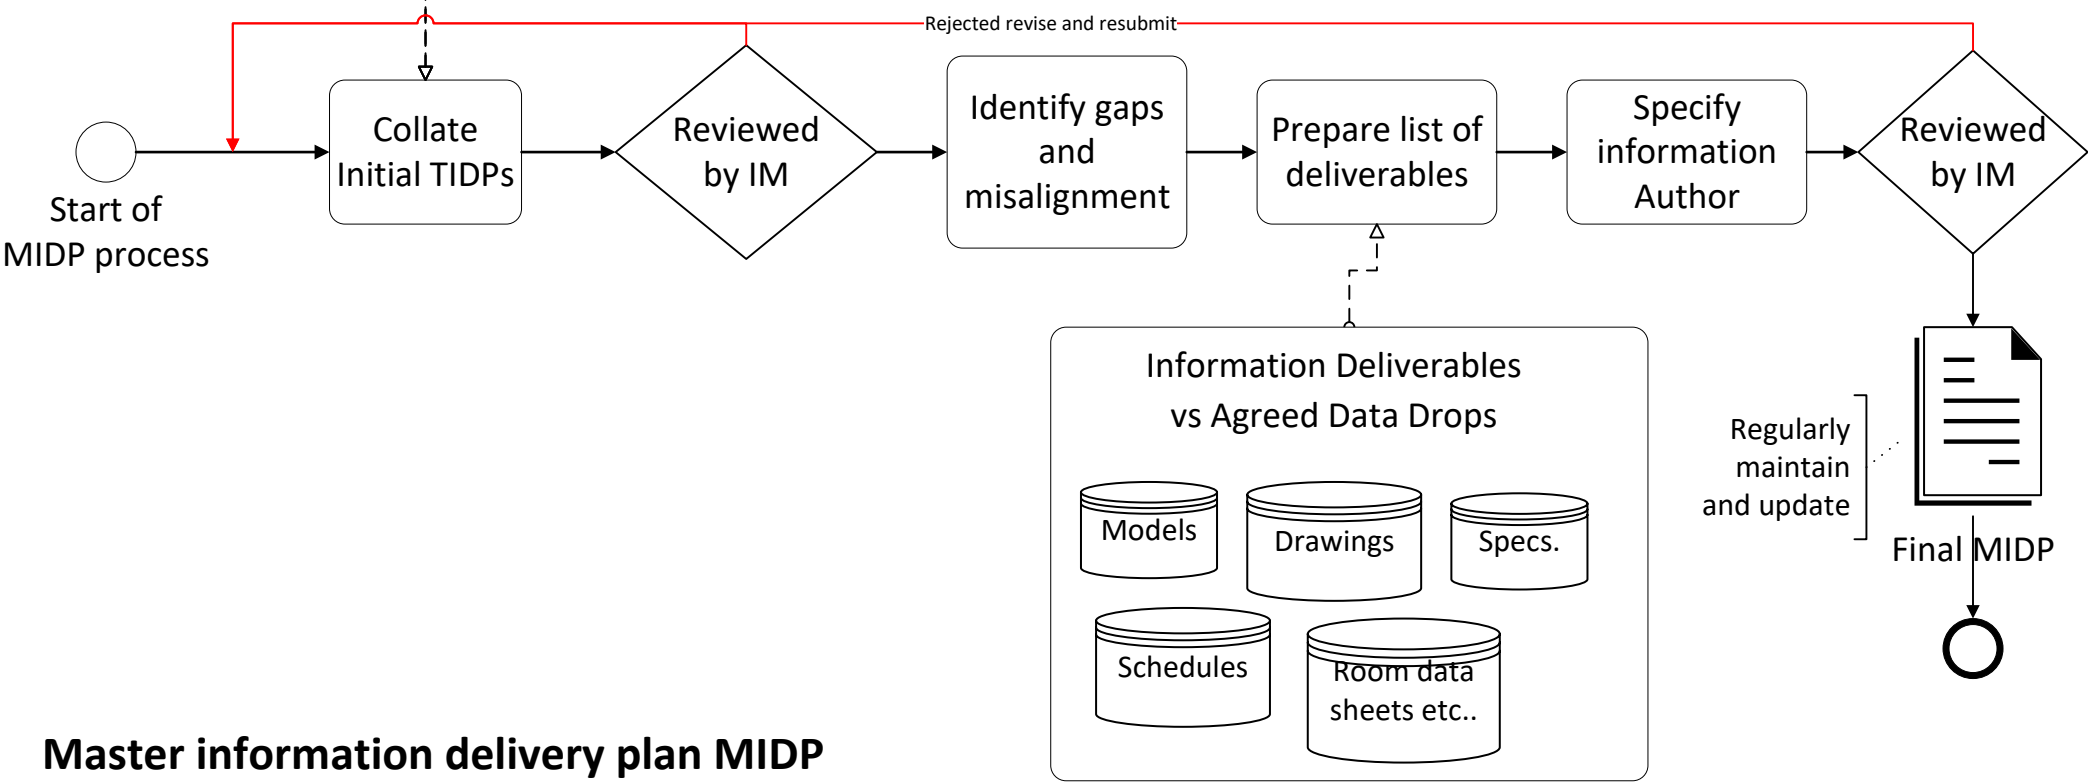 Rejected revise and resubmit
Start of
MIDP process
Collate
Initial TIDPs
Reviewed
by IM
Identify gaps
and
misalignment
Prepare list of
deliverables
Specify
information
Author
Reviewed
by IM
Information Deliverables
vs Agreed Data Drops
Models
Drawings
Specs.
Schedules
Room data
sheets etc..
Regularly
maintain
and update
Final MIDP
Master information delivery plan MIDP